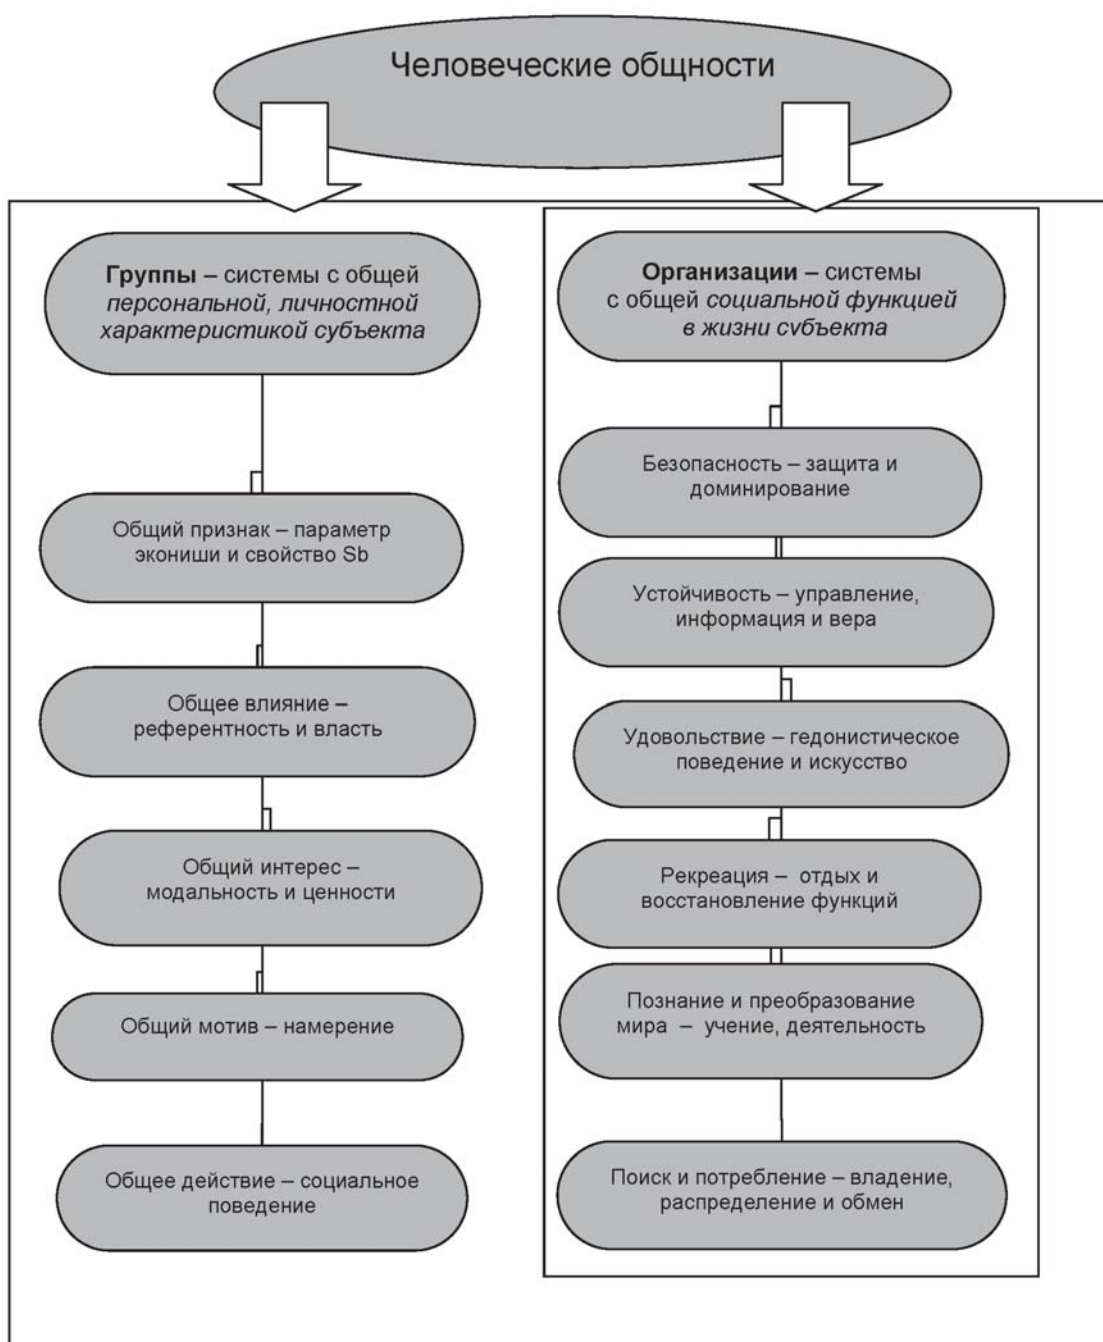 Человеческие общности
Группы – системы с общей
персональной, личностной
характеристикой субъекта
Общий признак – параметр
экониши и свойство Sb
Общее влияние –
референтность и власть
Общий интерес –
модальность и ценности
Общий мотив – намерение
Общее действие – социальное
поведение
Организации – системы
с общей социальной функцией
в жизни субъекта
Безопасность – защита и
доминирование
Устойчивость – управление,
информация и вера
Удовольствие – гедонистическое
поведение и искусство
Рекреация – отдых и
восстановление функций
Познание и преобразование
мира – учение, деятельность
Поиск и потребление – владение,
распределение и обмен